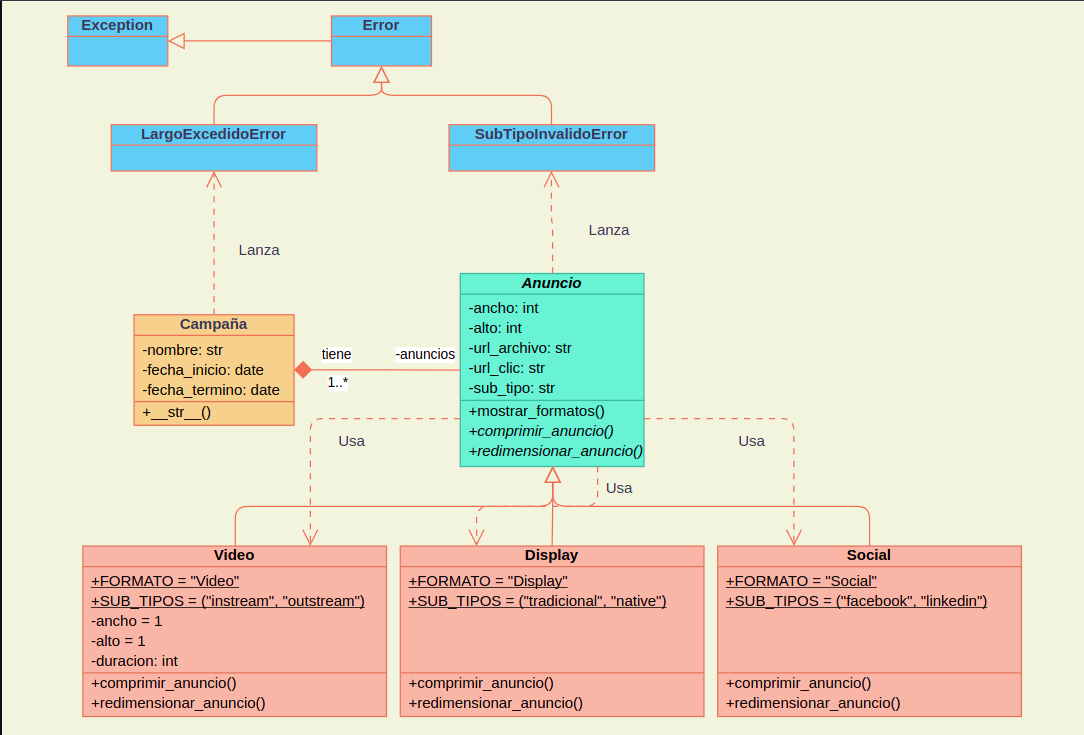 Exception
Error
LargoExcedidoError
SubTipoInvalidoError
Lanza
Lanza
Anuncio
-ancho: int
-alto: int
-url_archivo: str
-url_clic: str
-sub_tipo: str
+mostrar_formatos()
+comprimir_anuncio()
+redimensionar_anuncio()
Campaña
-nombre: str
-fecha_inicio: date
-fecha_termino: date
+__str__()
tiene
-anuncios
1..*
Usa
Usa
Usa
Video
+FORMATO = "Video"
+SUB_TIPOS = ("instream", "outstream")
-ancho = 1
-alto = 1
-duracion: int
+comprimir_anuncio()
+redimensionar_anuncio()
Display
+FORMATO = "Display"
+SUB_TIPOS = ("tradicional", "native")
+comprimir_anuncio()
+redimensionar_anuncio()
Social
+FORMATO = "Social"
+SUB_TIPOS = ("facebook", "linkedin")
+comprimir_anuncio()
+redimensionar_anuncio()